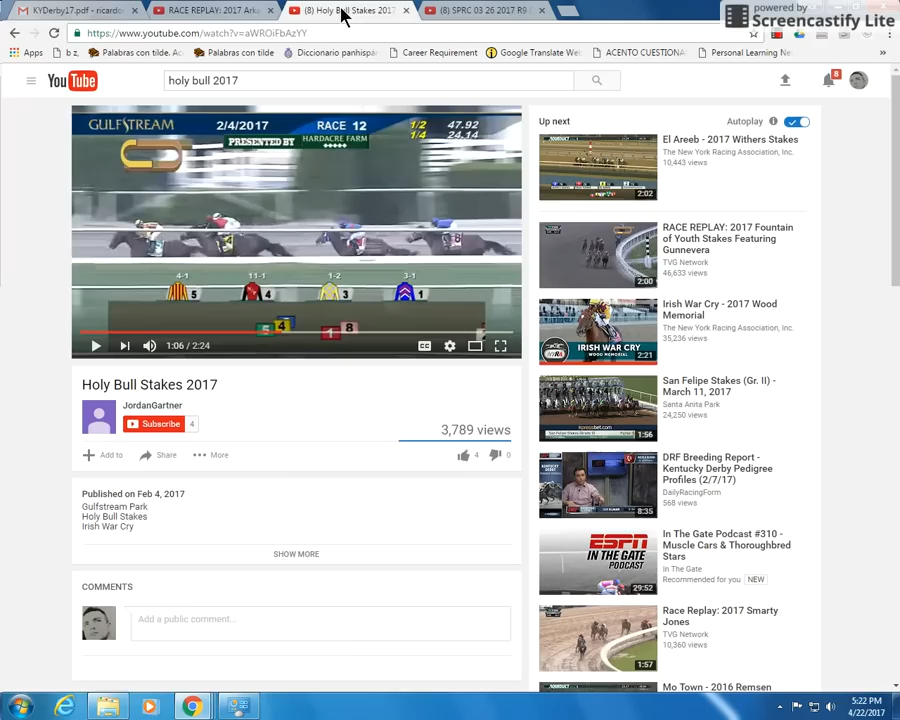 KYDerby17.pdf - ricardo
RACE REPLAY: 2017 Arka
(8) Holy Bull Stakes 2017
(8) SPRC 03 26 2017 R9
powered by
Screencastify Lite
https://www.youtube.com/watch?v=aWROiFbAzYY
Apps
b z,
Palabras con tilde. Ac
Palabras con tilde
Diccionario panhispani
Career Requirement
Google Translate Web
ACENTO CUESTIONA
Personal Learning Ne
YouTube
holy bull 2017
8
GULFSTREAM
2/4/2017
RACE 12
1/2 47.92
1/4 24.14
PRESENTED BY
HARDACRE FARM
4-1
11-1
1-2
3-1
5
4
3
1
5
4
1
8
1:06 / 2:24
CC
Holy Bull Stakes 2017
JordanGartner
Subscribe
4
3,789 views
Add to
Share
More
4
0
Published on Feb 4, 2017
Gulfstream Park
Holy Bull Stakes
Irish War Cry
SHOW MORE
COMMENTS
Add a public comment...
Up next
Autoplay
El Areeb - 2017 Withers Stakes
The New York Racing Association, Inc.
10,443 views
2:02
RACE REPLAY: 2017 Fountain
of Youth Stakes Featuring
Gunnevera
TVG Network
46,633 views
2:00
Irish War Cry - 2017 Wood
Memorial
The New York Racing Association, Inc.
35,236 views
IRISH WAR CRY
WOOD MEMORIAL
NYRA
2:21
San Felipe Stakes (Gr. II) -
March 11, 2017
Santa Anita Park
24,250 views
1:56
DRF Breeding Report -
Kentucky Derby Pedigree
Profiles (2/7/17)
DailyRacingForm
568 views
8:35
In The Gate Podcast #310 -
Muscle Cars & Thoroughbred
Stakes
In The Gate
Recommended for you NEW
ESPN
IN THE GATE
PODCAST
29:52
Race Replay: 2017 Smarty
Jones
TVG Network
10,360 views
1:57
Mo Town - 2016 Remsen
5:22 PM
4/22/2017